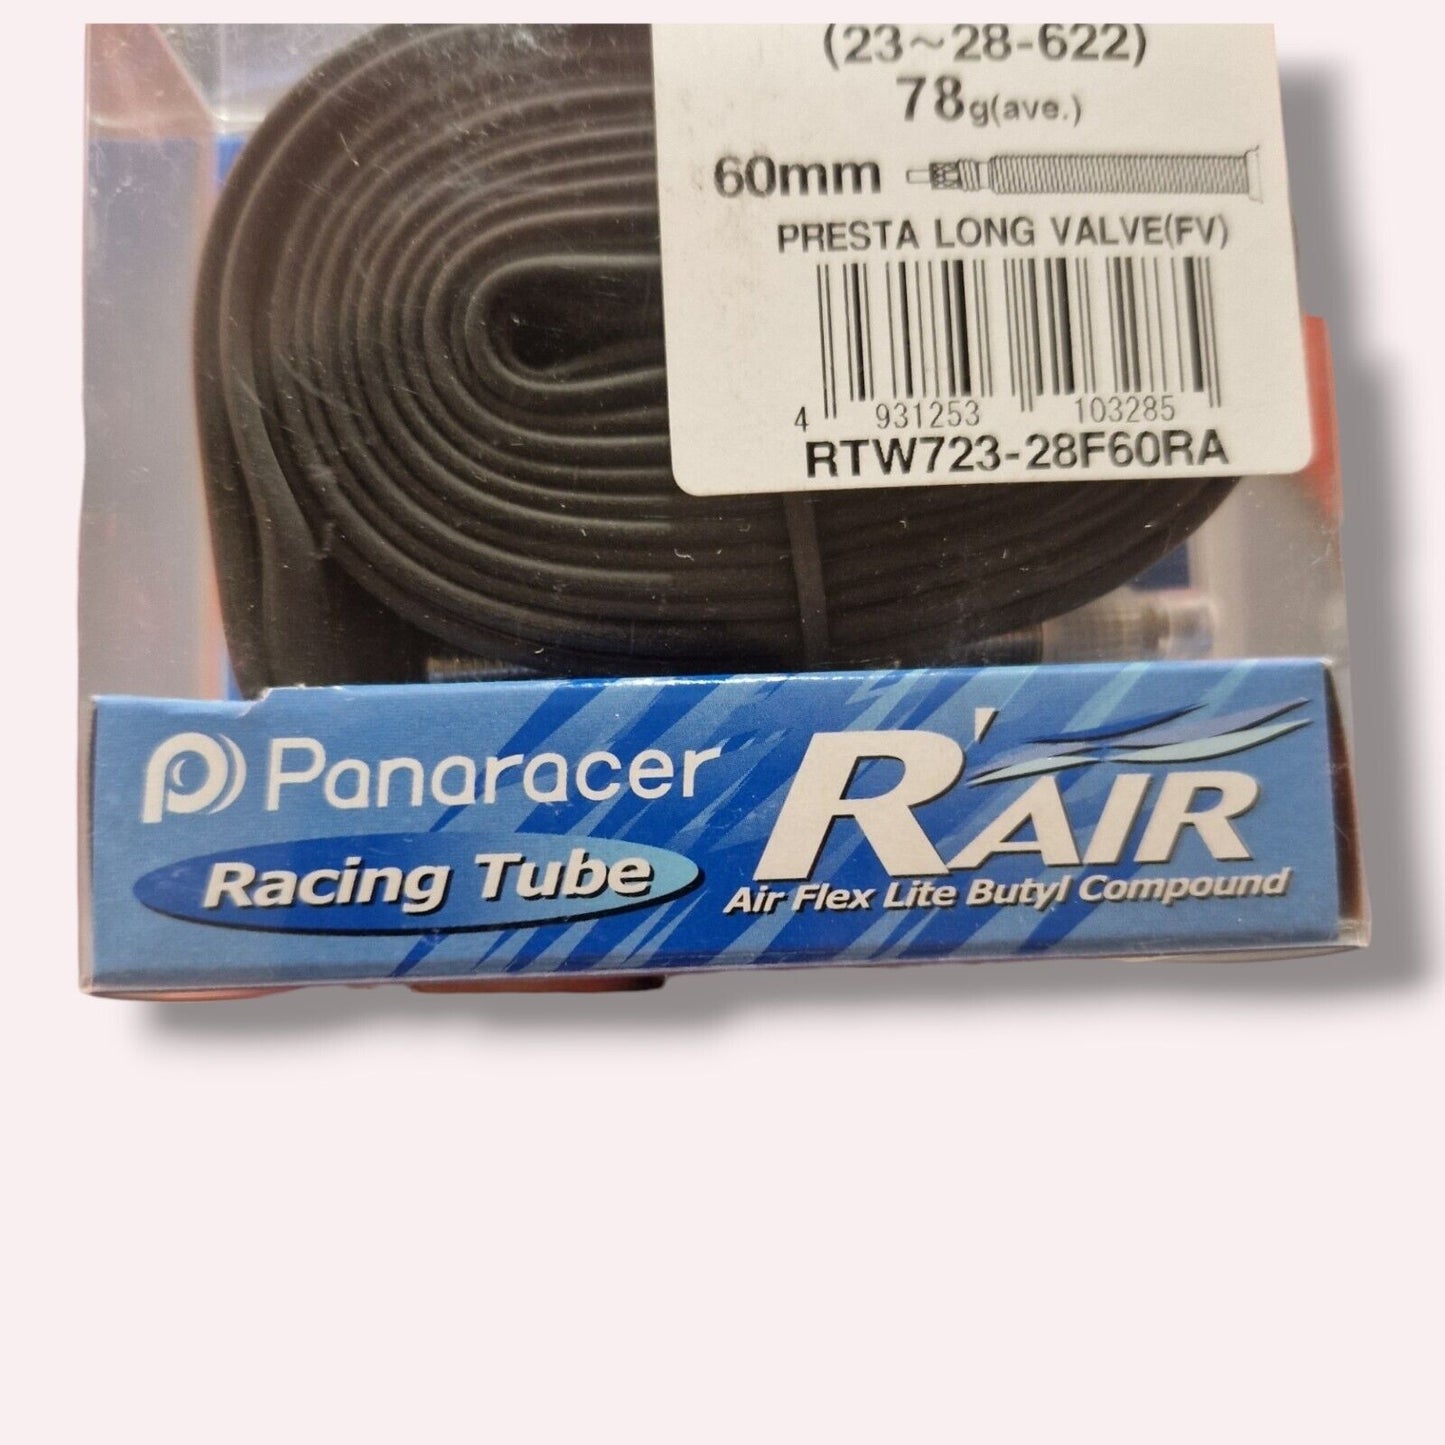 (23～28-622)
78g(ave.)
60mm
PRESTA LONG VALVE(FV)
4 931253 103285
RTW723-28F60RA
Panaracer
Racing Tube
R'AIR
Air Flex Lite Butyl Compound